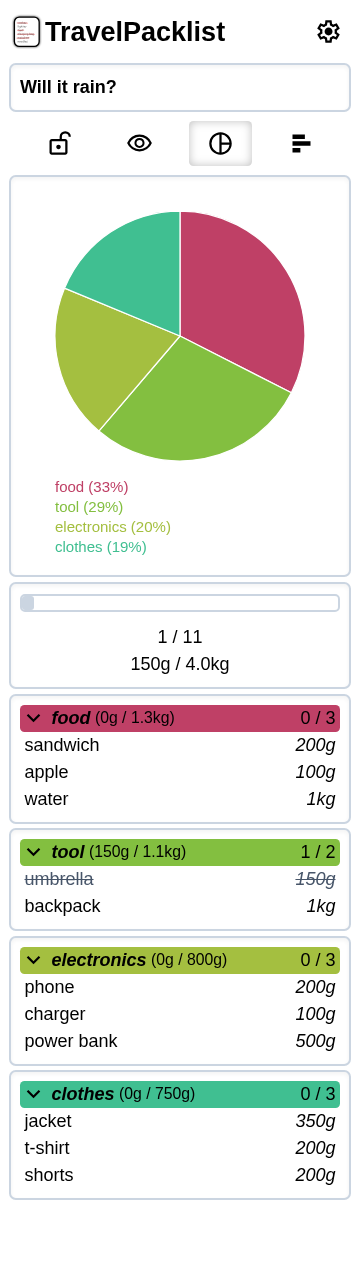 TravelPacklist
Will it rain?
food (33%)
tool (29%)
electronics (20%)
clothes (19%)
1 / 11
150g / 4.0kg
food (0g / 1.3kg) 0 / 3
sandwich 200g
apple 100g
water 1kg
tool (150g / 1.1kg) 1 / 2
umbrella 150g
backpack 1kg
electronics (0g / 800g) 0 / 3
phone 200g
charger 100g
power bank 500g
clothes (0g / 750g) 0 / 3
jacket 350g
t-shirt 200g
shorts 200g